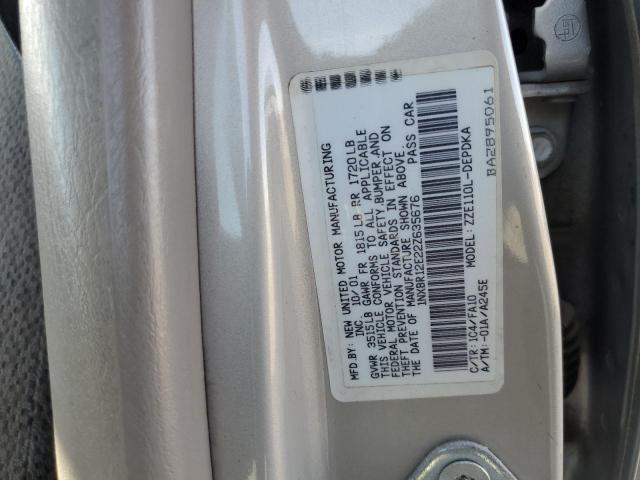 MFD.BY: NEW UNITED MOTOR MANUFACTURING
INC. 10/01
GVWR 3515LB GAWR FR 1815LB RR 1720LB
THIS VEHICLE CONFORMS TO ALL APPLICABLE
FEDERAL MOTOR VEHICLE SAFETY, BUMPER, AND
THEFT PREVENTION STANDARDS IN EFFECT ON
THE DATE OF MANUFACTURE SHOWN ABOVE.
1NXBR12E22Z635676 PASS CAR
MODEL: ZZE110L-DEPDKA
C/TR: 1C4/FA10
A/TM: -01A/A245E
BA2895061